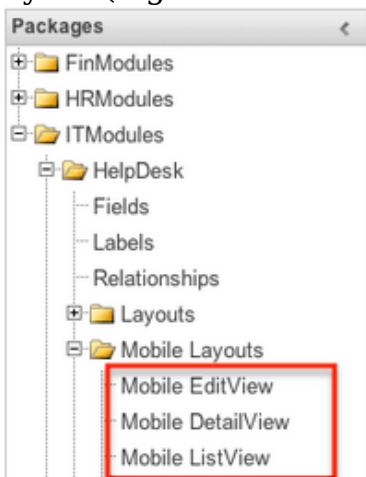 Packages <
FinModules
HRModules
ITModules
HelpDesk
Fields
Labels
Relationships
Layouts
Mobile Layouts
Mobile EditView
Mobile DetailView
Mobile ListView